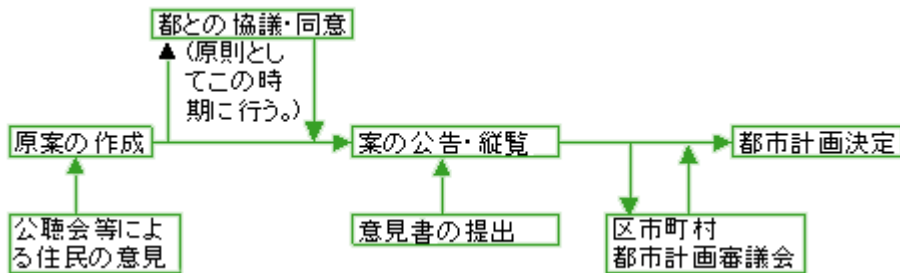 都との協議・同意
(原則とし
てこの時
期に行う。)
原案の作成
案の公告・縦覧
都市計画決定
公聴会等によ
る住民の意見
意見書の提出
区市町村
都市計画審議会